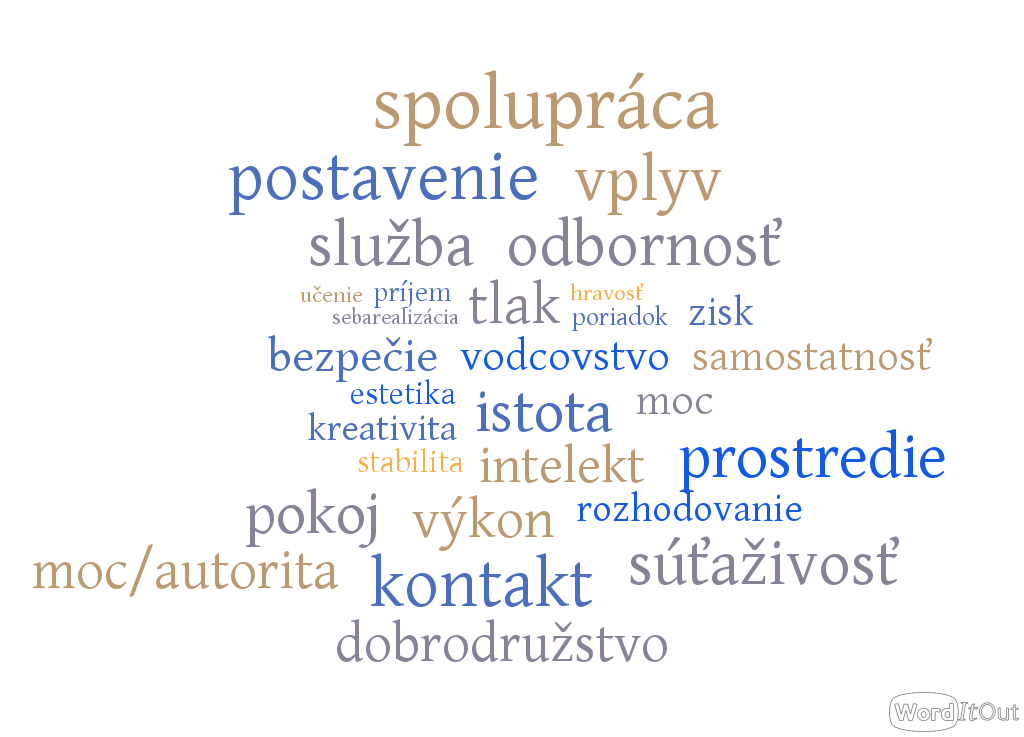 spolupráca
postavenie vplyv
služba odbornosť
učenie príjem tlak hravosť
sebarealizácia poriadok zisk
bezpečie vodcovstvo samostatnosť
estetika istota moc
kreativita
stabilita intelekt prostredie
pokoj výkon rozhodovanie
moc/autorita kontakt súťaživosť
dobrodružstvo
WordItOut